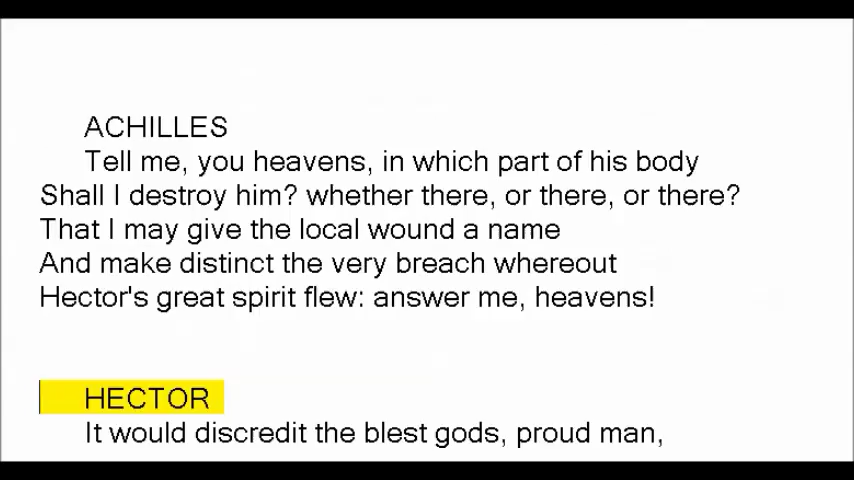 ACHILLES
Tell me, you heavens, in which part of his body
Shall I destroy him? whether there, or there, or there?
That I may give the local wound a name
And make distinct the very breach whereout
Hector's great spirit flew: answer me, heavens!
HECTOR
It would discredit the blest gods, proud man,